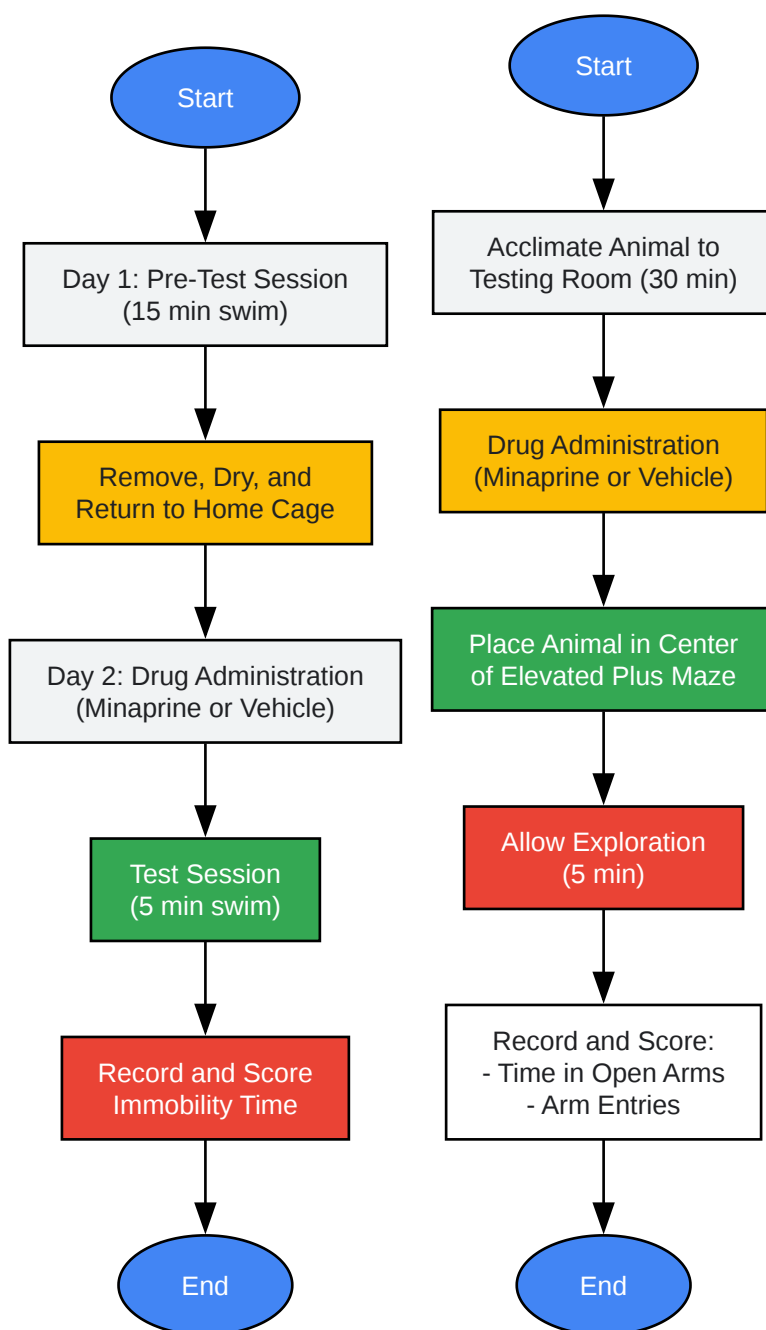 Start
Day 1: Pre-Test Session
(15 min swim)
Remove, Dry, and
Return to Home Cage
Day 2: Drug Administration
(Minaprine or Vehicle)
Test Session
(5 min swim)
Record and Score
Immobility Time
End
Start
Acclimate Animal to
Testing Room (30 min)
Drug Administration
(Minaprine or Vehicle)
Place Animal in Center
of Elevated Plus Maze
Allow Exploration
(5 min)
Record and Score:
- Time in Open Arms
- Arm Entries
End